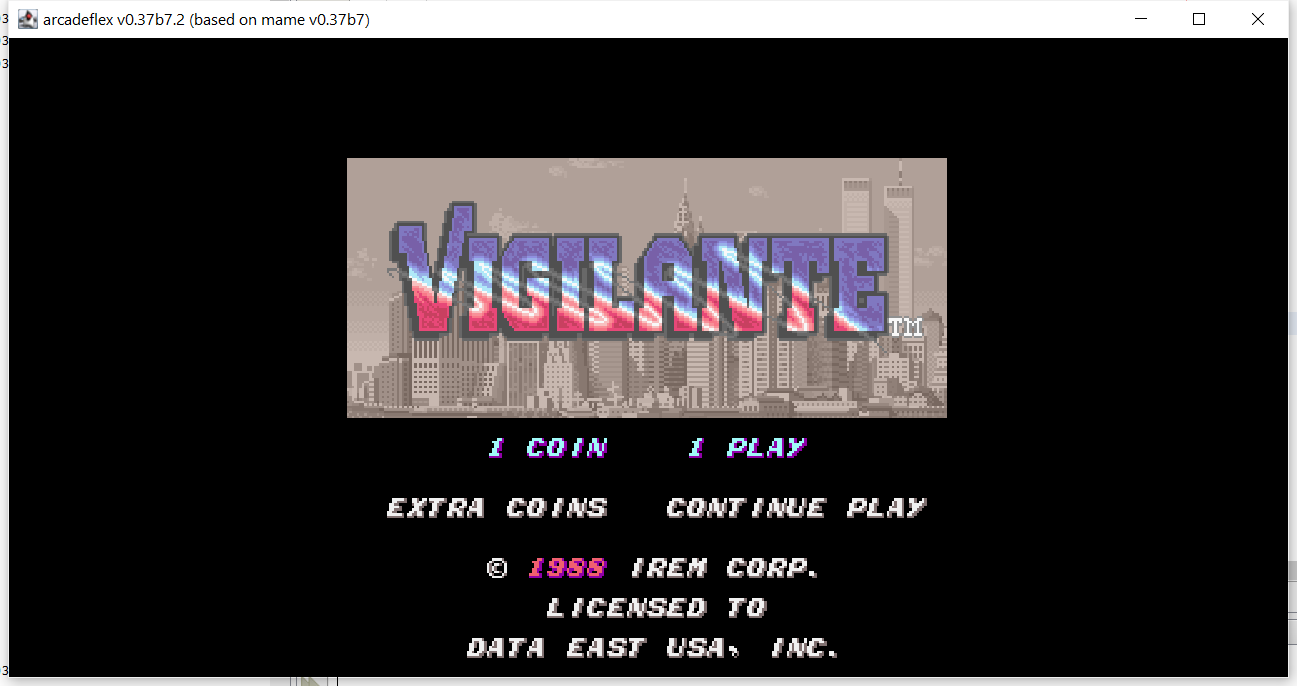 arcadeflex v0.37b7.2 (based on mame v0.37b7)
VIGILANTE
TM
1 COIN 1 PLAY
EXTRA COINS CONTINUE PLAY
© 1988 IREM CORP.
LICENSED TO
DATA EAST USA, INC.